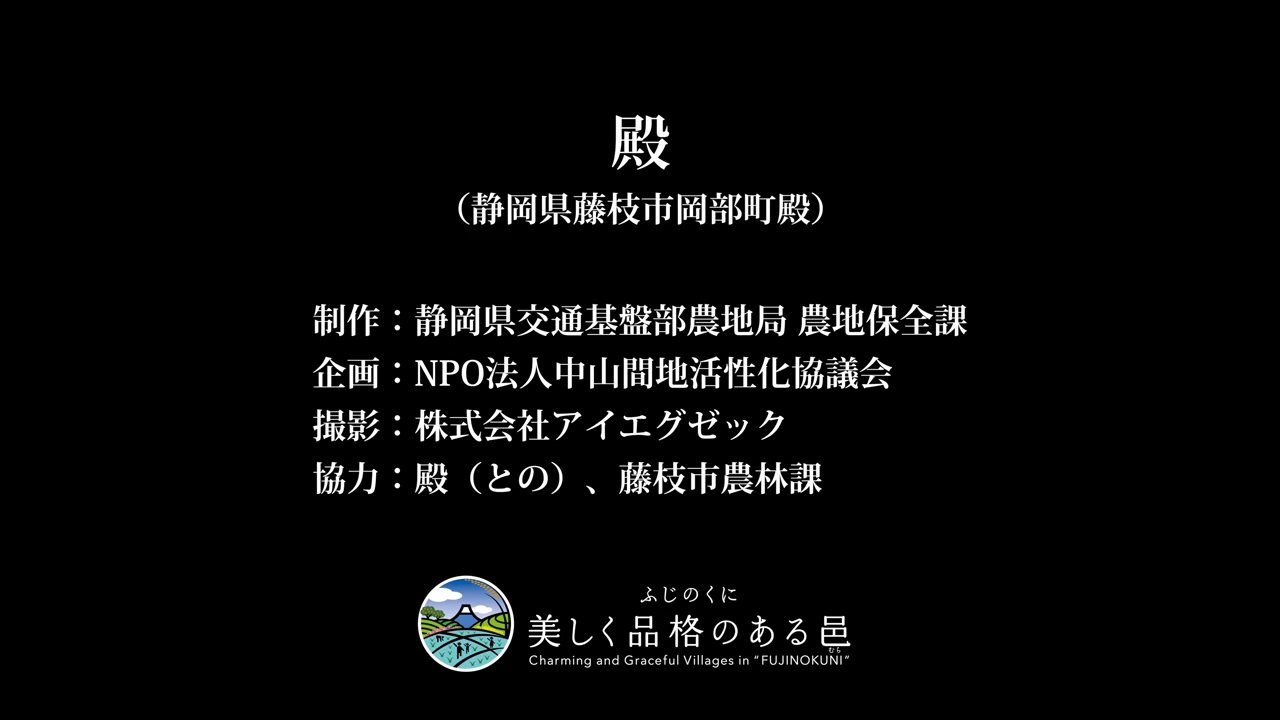 殿
（静岡県藤枝市岡部町殿）
制作：静岡県交通基盤部農地局 農地保全課
企画：NPO法人中山間地活性化協議会
撮影：株式会社アイエグゼック
協力：殿（との）、藤枝市農林課
ふじのくに
美しく品格のある邑
むら
Charming and Graceful Villages in “FUJINOKUNI”